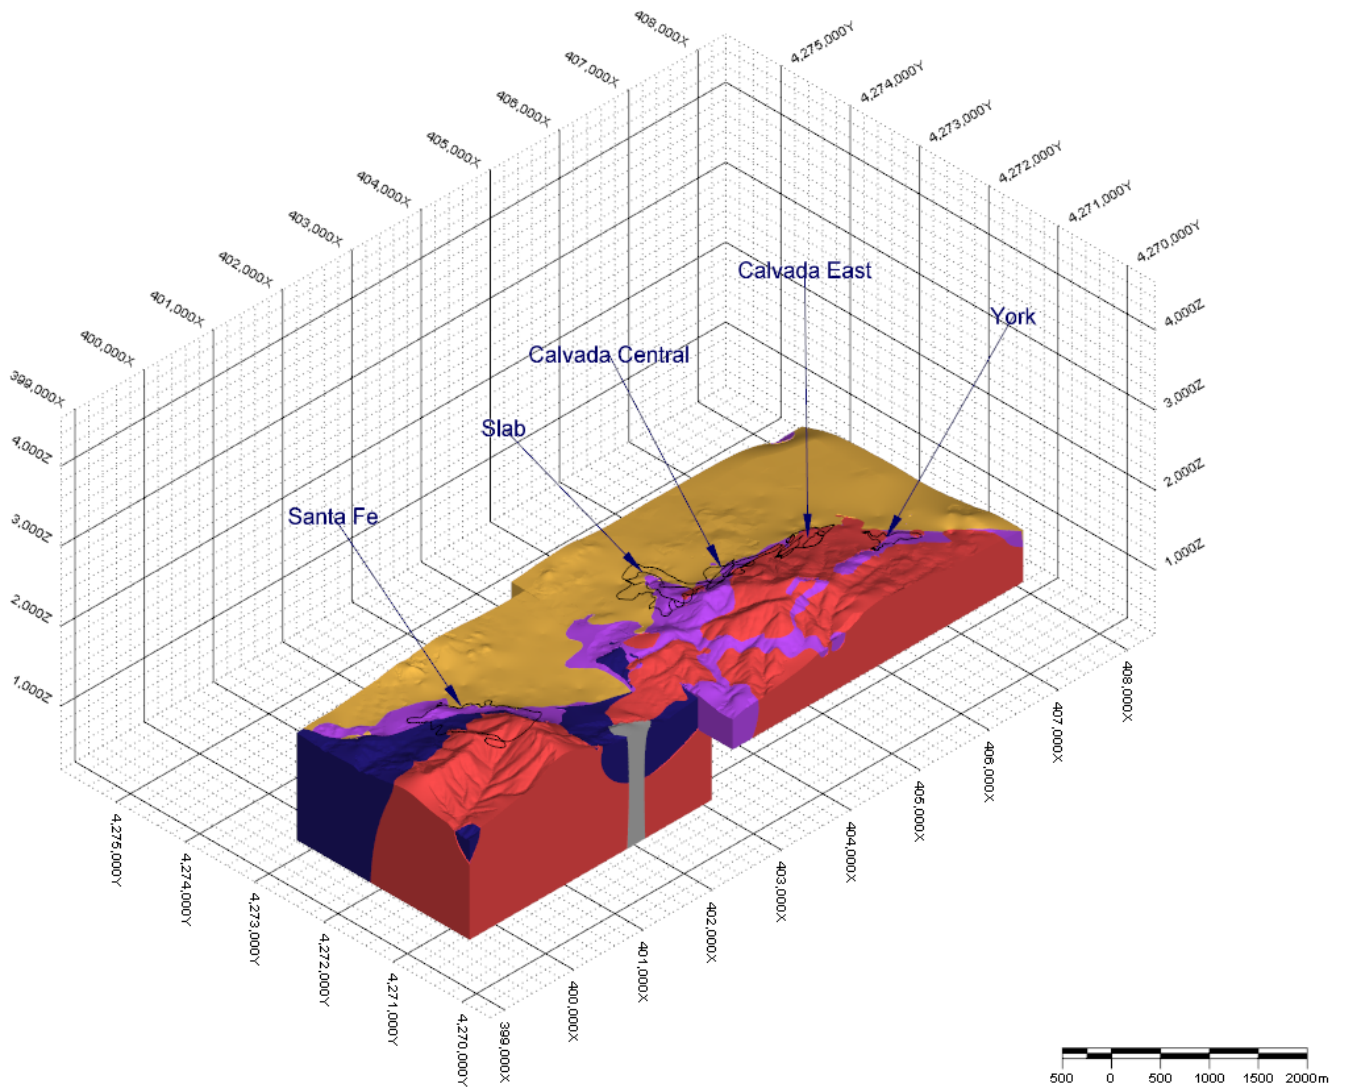 408,000X
407,000X
406,000X
405,000X
404,000X
403,000X
402,000X
401,000X
400,000X
399,000X
4,275,000Y
4,274,000Y
4,273,000Y
4,272,000Y
4,271,000Y
4,270,000Y
4,000Z
3,000Z
2,000Z
1,000Z
4,000Z
3,000Z
2,000Z
1,000Z
Calvada East
York
Calvada Central
Slab
Santa Fe
4,275,000Y
4,274,000Y
4,273,000Y
4,272,000Y
4,271,000Y
4,270,000Y
399,000X
400,000X
401,000X
402,000X
403,000X
404,000X
405,000X
406,000X
407,000X
408,000X
500 0 500 1000 1500 2000m